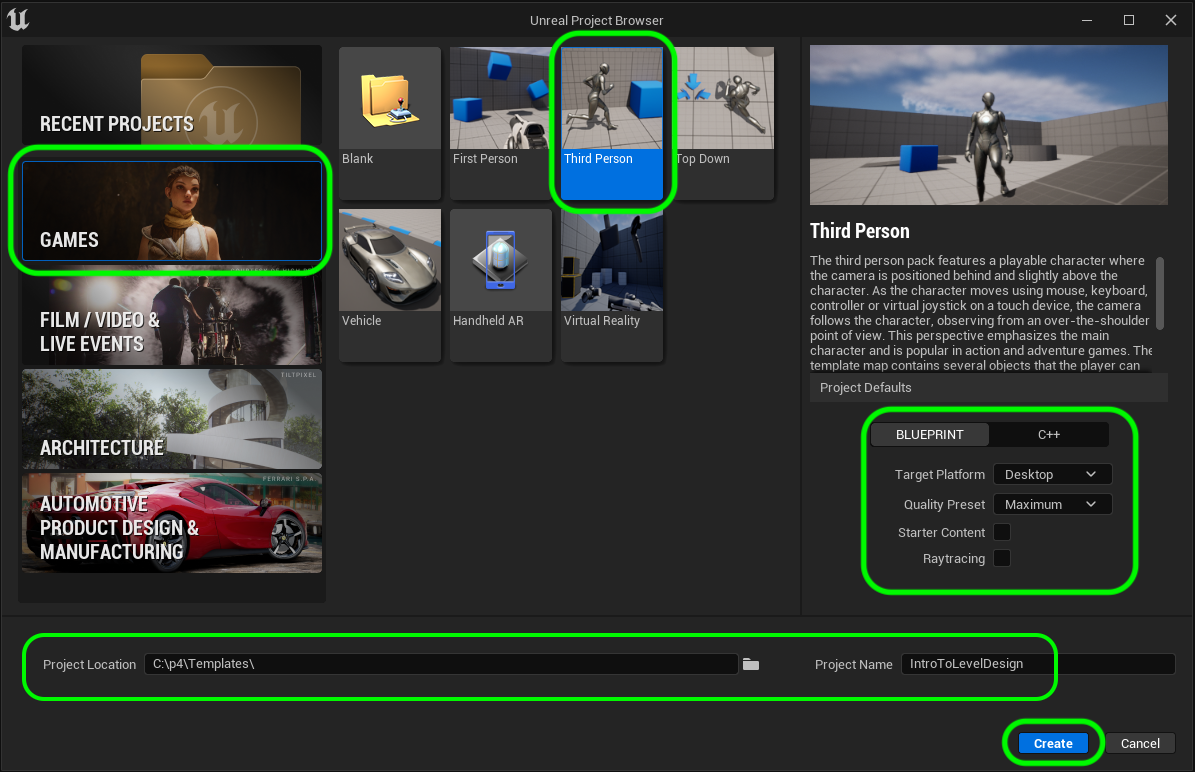 Unreal Project Browser
RECENT PROJECTS
GAMES
FILM / VIDEO &
LIVE EVENTS
TILTPIXEL
ARCHITECTURE
FERRARI S.P.A
AUTOMOTIVE
PRODUCT DESIGN &
MANUFACTURING
Blank
First Person
Third Person
Top Down
Vehicle
Handheld AR
Virtual Reality
Third Person
The third person pack features a playable character where
the camera is positioned behind and slightly above the
character. As the character moves using mouse, keyboard,
controller or virtual joystick on a touch device, the camera
follows the character, observing from an over-the-shoulder
point of view. This perspective emphasizes the main
character and is popular in action and adventure games. The
template map contains several objects that the player can
Project Defaults
BLUEPRINT C++
Target Platform Desktop
Quality Preset Maximum
Starter Content
Raytracing
Project Location C:\p4\Templates\ Project Name IntroToLevelDesign
Create Cancel